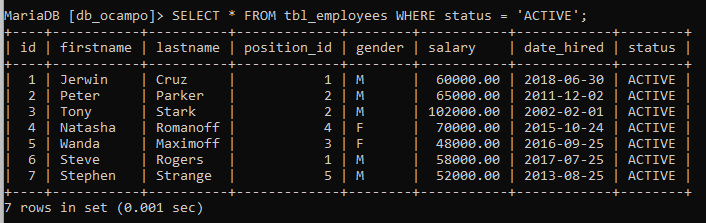 MariaDB [db_ocampo]> SELECT * FROM tbl_employees WHERE status = 'ACTIVE';
+----+-----------+-----------+-------------+--------+-----------+------------+--------+
| id | firstname | lastname | position_id | gender | salary | date_hired | status |
+----+-----------+-----------+-------------+--------+-----------+------------+--------+
| 1 | Jerwin | Cruz | 1 | M | 60000.00 | 2018-06-30 | ACTIVE |
| 2 | Peter | Parker | 2 | M | 65000.00 | 2011-12-02 | ACTIVE |
| 3 | Tony | Stark | 2 | M | 102000.00 | 2002-02-01 | ACTIVE |
| 4 | Natasha | Romanoff | 4 | F | 70000.00 | 2015-10-24 | ACTIVE |
| 5 | Wanda | Maximoff | 3 | F | 48000.00 | 2016-09-25 | ACTIVE |
| 6 | Steve | Rogers | 1 | M | 58000.00 | 2017-07-25 | ACTIVE |
| 7 | Stephen | Strange | 5 | M | 52000.00 | 2013-08-25 | ACTIVE |
+----+-----------+-----------+-------------+--------+-----------+------------+--------+
7 rows in set (0.001 sec)